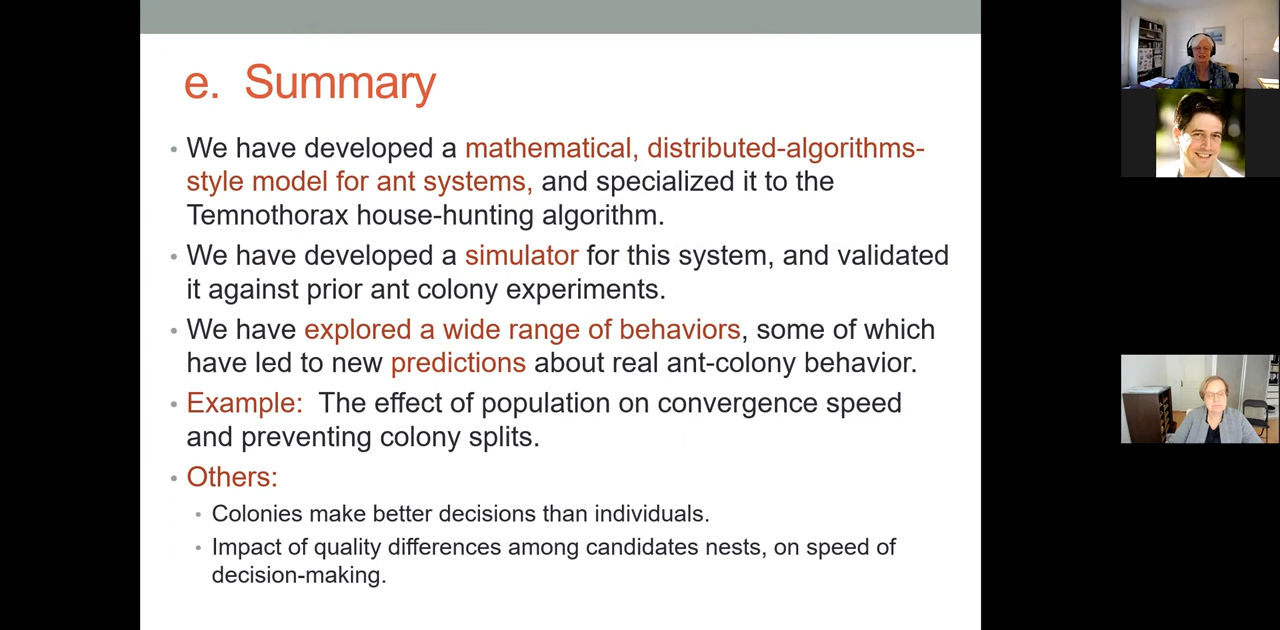 e. Summary
• We have developed a mathematical, distributed-algorithms-
style model for ant systems, and specialized it to the
Temnothorax house-hunting algorithm.
• We have developed a simulator for this system, and validated
it against prior ant colony experiments.
• We have explored a wide range of behaviors, some of which
have led to new predictions about real ant-colony behavior.
• Example: The effect of population on convergence speed
and preventing colony splits.
• Others:
• Colonies make better decisions than individuals.
• Impact of quality differences among candidates nests, on speed of
decision-making.